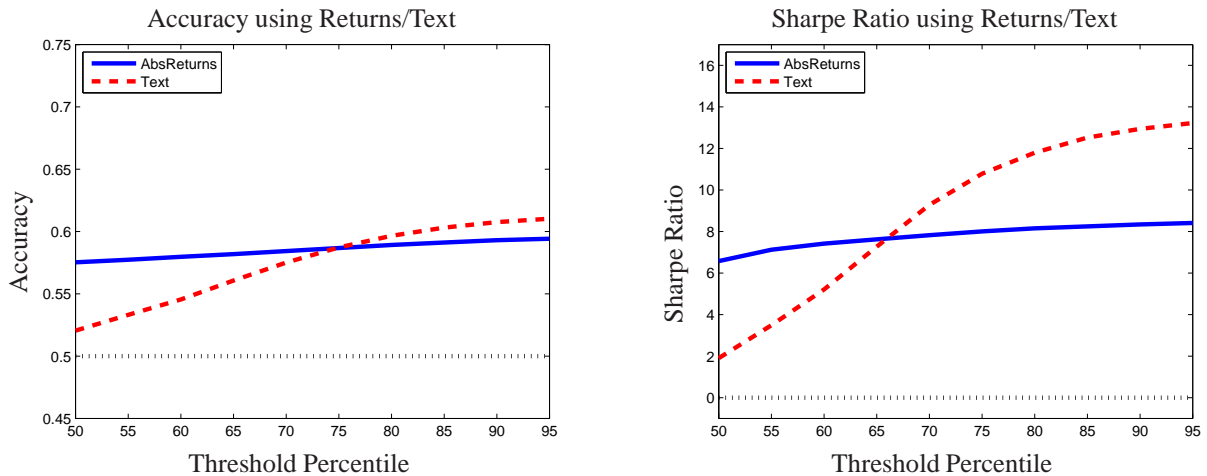 Accuracy using Returns/Text
0.75
0.7
0.65
0.6
0.55
0.5
0.45
Accuracy
AbsReturns
Text
50 55 60 65 70 75 80 85 90 95
Threshold Percentile
Sharpe Ratio using Returns/Text
16
14
12
10
8
6
4
2
0
Sharpe Ratio
AbsReturns
Text
50 55 60 65 70 75 80 85 90 95
Threshold Percentile